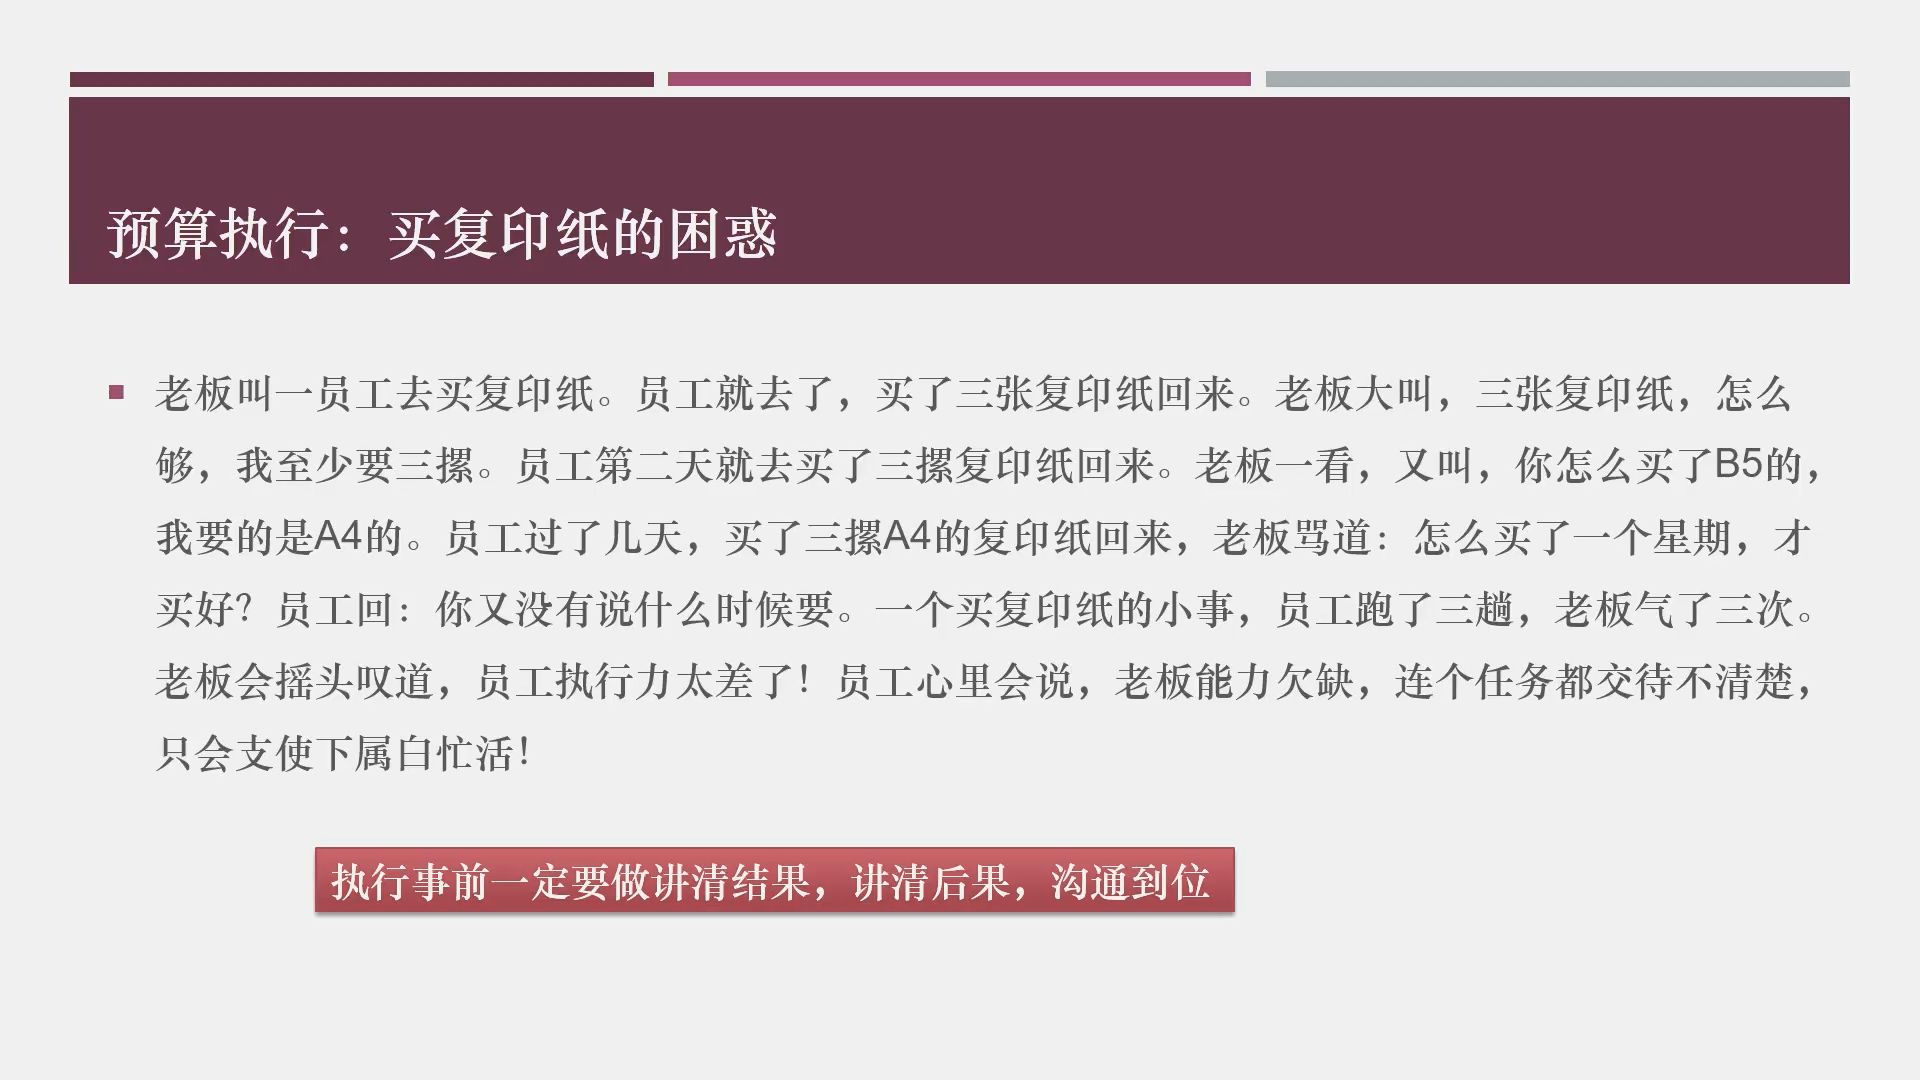 预算执行：买复印纸的困惑
老板叫一员工去买复印纸。员工就去了，买了三张复印纸回来。老板大叫，三张复印纸，怎么
够，我至少要三摞。员工第二天就去买了三摞复印纸回来。老板一看，又叫，你怎么买了B5的，
我要的是A4的。员工过了几天，买了三摞A4的复印纸回来，老板骂道：怎么买了一个星期，才
买好？员工回：你又没有说什么时候要。一个买复印纸的小事，员工跑了三趟，老板气了三次。
老板会摇头叹道，员工执行力太差了！员工心里会说，老板能力欠缺，连个任务都交待不清楚，
只会支使下属白忙活！
执行事前一定要做讲清结果，讲清后果，沟通到位